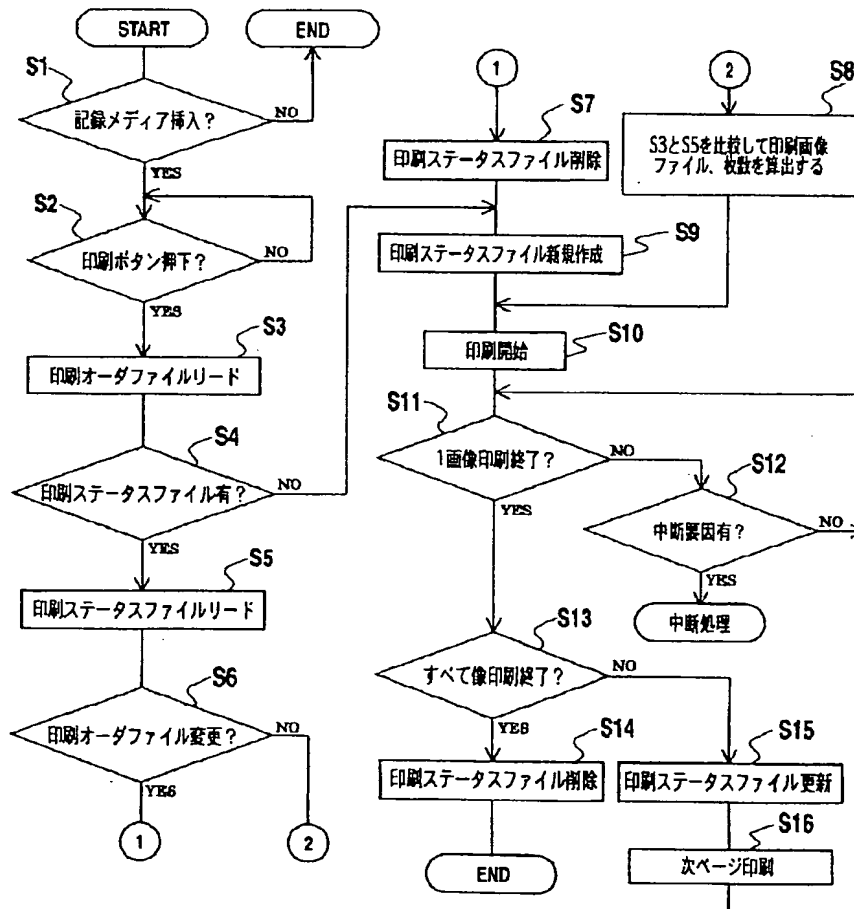 START
END
S1
記録メディア挿入?
NO
YES
S2
印刷ボタン押下?
NO
YES
S3
印刷オーダファイルリード
S4
印刷ステータスファイル有?
NO
YES
S5
印刷ステータスファイルリード
S6
印刷オーダファイル変更?
NO
YES
1
2
1
S7
印刷ステータスファイル削除
2
S8
S3とS5を比較して印刷画像
ファイル、枚数を算出する
S9
印刷ステータスファイル新規作成
S10
印刷開始
S11
1画像印刷終了?
NO
YES
S12
中断要因有?
NO
YES
中断処理
S13
すべて像印刷終了?
NO
YES
S14
印刷ステータスファイル削除
END
S15
印刷ステータスファイル更新
S16
次ページ印刷